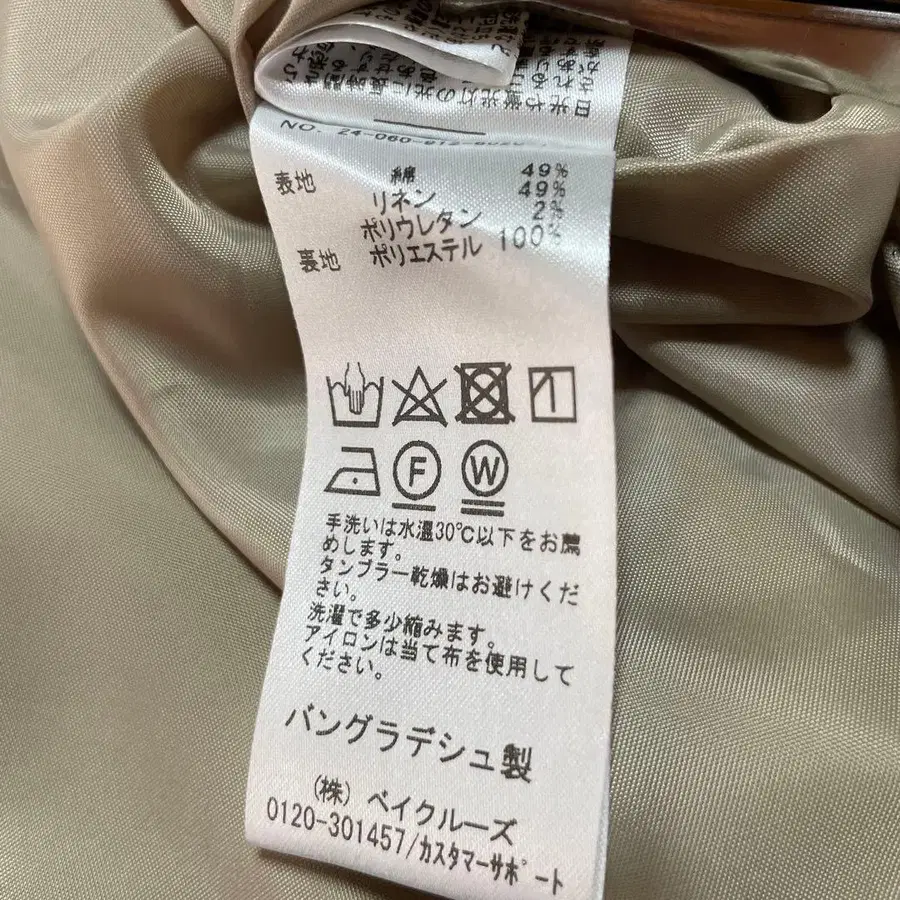 NO. 24-060-912-
表地 綿 49%
リネン 49%
ポリウレタン 2%
裏地 ポリエステル 100%
F W
手洗いは水温30℃以下をお薦
めします。
タンブラー乾燥はお避けくだ
さい。
洗濯で多少縮みます。
アイロンは当て布を使用して
ください。
バングラデシュ製
(株) ベイクルーズ
0120-301457/カスタマーサポート